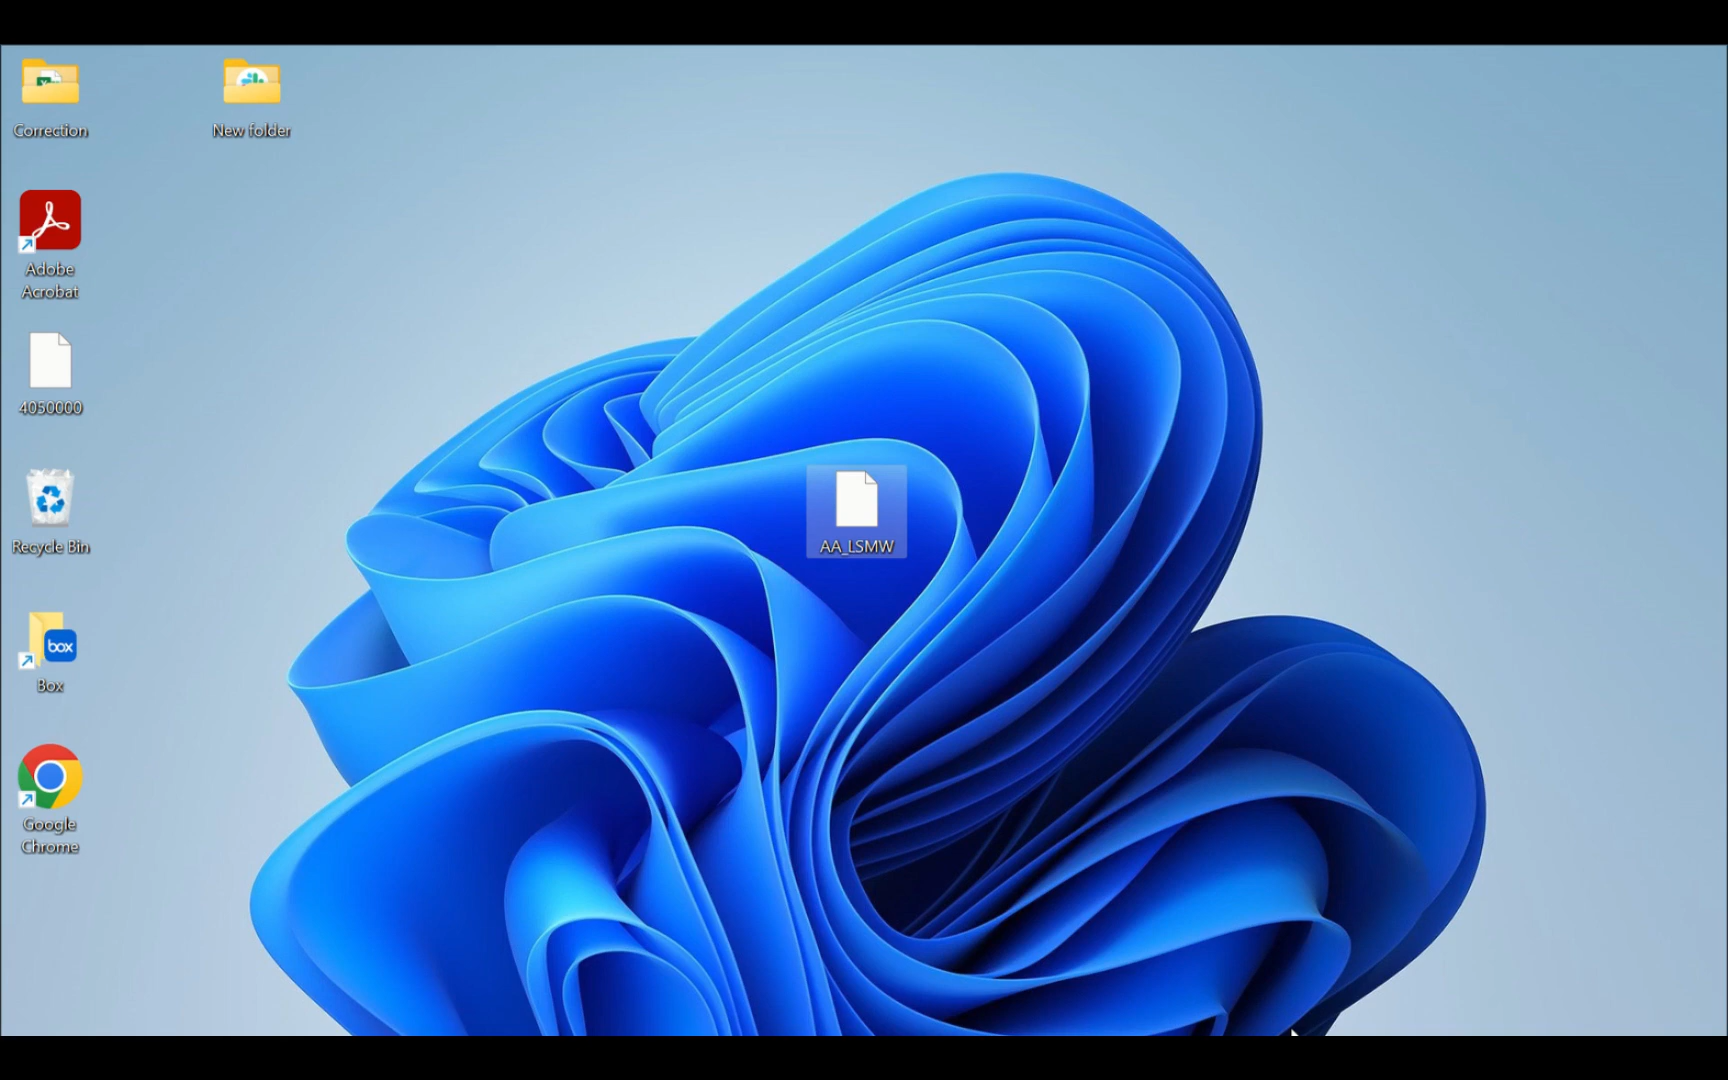 Correction
New folder
Adobe
Acrobat
4050000
AA_LSMW
Recycle Bin
box
Box
Google
Chrome